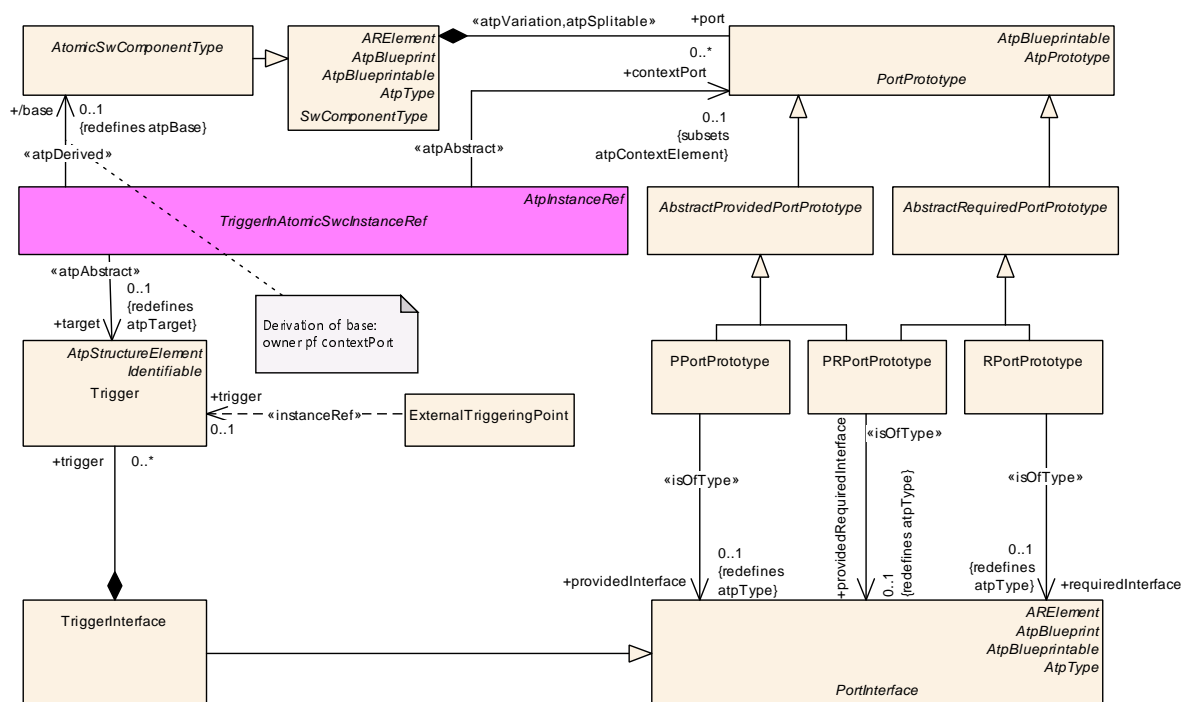 «atpVariation,atpSplitable»
+port
AtomicSwComponentType
ARElement
AtpBlueprint
AtpBlueprintable
AtpType
SwComponentType
0..*
AtpBlueprintable
AtpPrototype
PortPrototype
+contextPort
+/base
0..1
{redefines atpBase}
«atpDerived»
0..1
{subsets
atpContextElement}
«atpAbstract»
AtpInstanceRef
TriggerInAtomicSwcInstanceRef
AbstractProvidedPortPrototype
AbstractRequiredPortPrototype
«atpAbstract»
0..1
{redefines
atpTarget}
+target
Derivation of base:
owner pf contextPort
AtpStructureElement
Identifiable
Trigger
+trigger
0..1
«instanceRef»
ExternalTriggeringPoint
PPortPrototype
PRPortPrototype
RPortPrototype
+trigger
0..*
«isOfType»
«isOfType»
«isOfType»
+providedInterface
0..1
{redefines
atpType}
+providedRequiredInterface
0..1
{redefines atpType}
0..1
{redefines
atpType}
+requiredInterface
TriggerInterface
ARElement
AtpBlueprint
AtpBlueprintable
AtpType
PortInterface